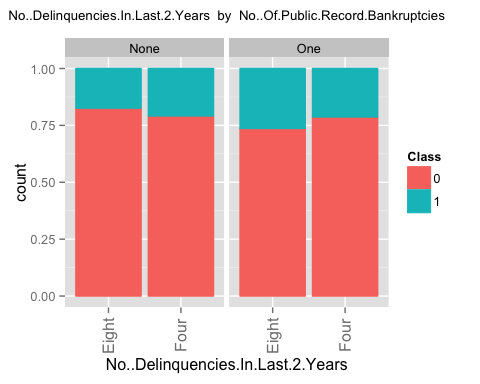 No..Delinquencies.In.Last.2.Years by No..Of.Public.Record.Bankruptcies
None One
1.00
0.75
0.50
0.25
0.00
count
Eight Four Eight Four
No..Delinquencies.In.Last.2.Years
Class
0
1